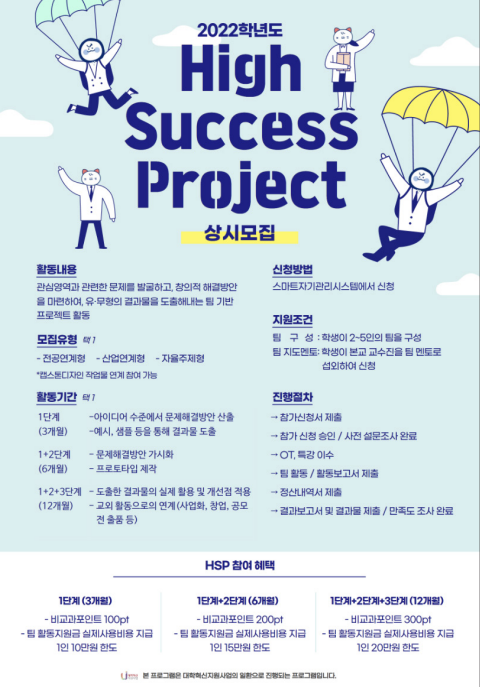 2022학년도
High
Success
Project
상시모집
활동내용
관심영역과 관련한 문제를 발굴하고, 창의적 해결방안
을 마련하여, 유·무형의 결과물을 도출해내는 팀 기반
프로젝트 활동
모집유형 택 1
- 전공연계형 - 산업연계형 - 자율주제형
*캡스톤디자인 작업물 연계 참여 가능
활동기간 택 1
1단계 -아이디어 수준에서 문제해결방안 산출
(3개월) -예시, 샘플 등을 통해 결과물 도출
1+2단계 - 문제해결방안 가시화
(6개월) - 프로토타입 제작
1+2+3단계 - 도출한 결과물의 실제 활용 및 개선점 적용
(12개월) - 교외 활동으로의 연계(사업화, 창업, 공모
전 출품 등)
신청방법
스마트자기관리시스템에서 신청
지원조건
팀 구 성 : 학생이 2~5인의 팀을 구성
팀 지도멘토: 학생이 본교 교수진을 팀 멘토로
섭외하여 신청
진행절차
→ 참가신청서 제출
→ 참가 신청 승인 / 사전 설문조사 완료
→ OT, 특강 이수
→ 팀 활동 / 활동보고서 제출
→ 정산내역서 제출
→ 결과보고서 및 결과물 제출 / 만족도 조사 완료
HSP 참여 혜택
1단계 (3개월)
- 비교과포인트 100pt
- 팀 활동지원금 실제사용비용 지급
1인 10만원 한도
1단계+2단계 (6개월)
- 비교과포인트 200pt
- 팀 활동지원금 실제사용비용 지급
1인 15만원 한도
1단계+2단계+3단계 (12개월)
- 비교과포인트 300pt
- 팀 활동지원금 실제사용비용 지급
1인 20만원 한도
본 프로그램은 대학혁신지원사업의 일환으로 진행되는 프로그램입니다.